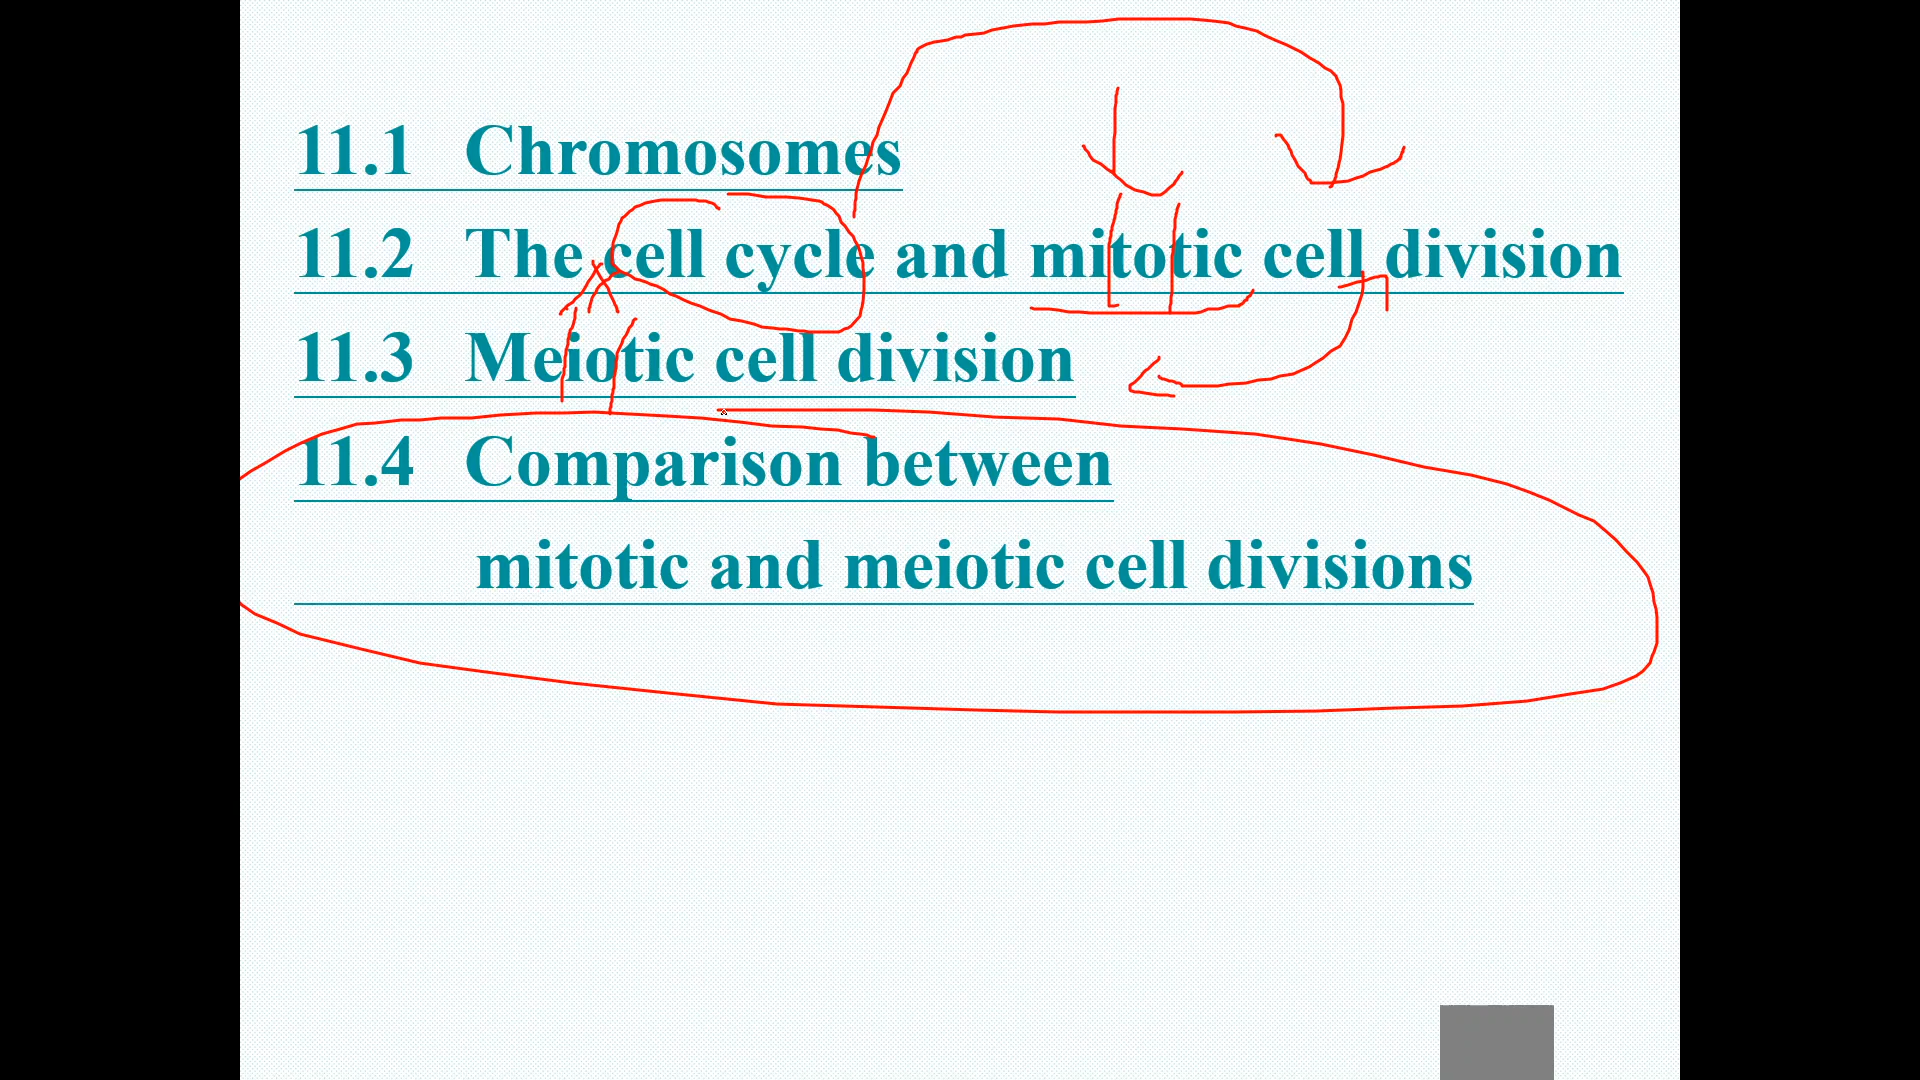 11.1 Chromosomes
11.2 The cell cycle and mitotic cell division
11.3 Meiotic cell division
11.4 Comparison between
mitotic and meiotic cell divisions